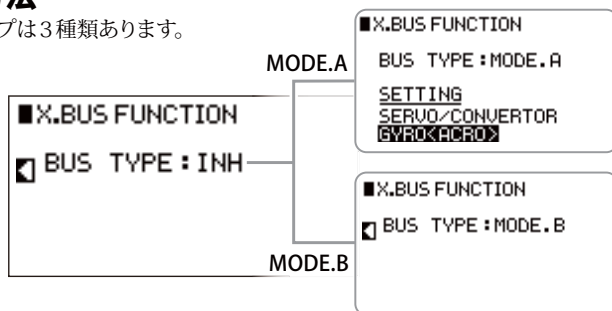 プは3種類あります。
MODE.A
■X.BUS FUNCTION
BUS TYPE:INH
MODE.B
■X.BUS FUNCTION
BUS TYPE:MODE.A
SETTING
SERVO/CONVERTOR
GYRO<ACRO>
■X.BUS FUNCTION
BUS TYPE:MODE.B